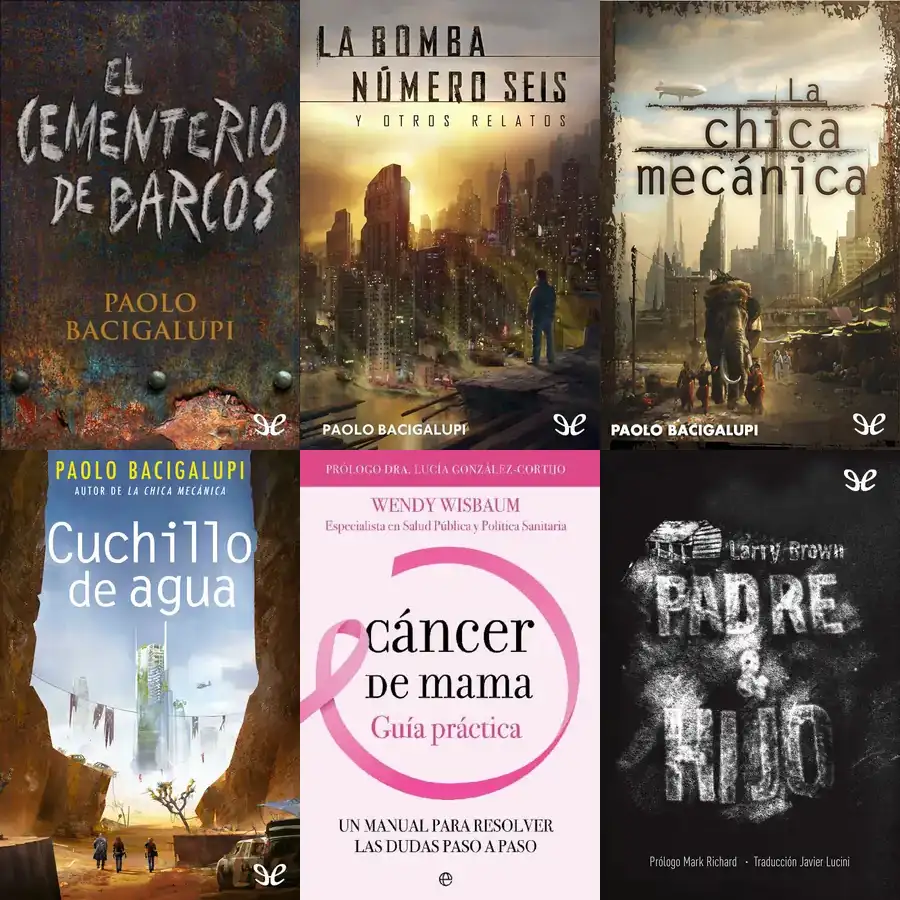 EL
CEMENTERIO
DE BARCOS
PAOLO
BACIGALUPI
LA BOMBA
NÚMERO SEIS
Y OTROS RELATOS
PAOLO BACIGALUPI
La
chica
mecánica
PAOLO BACIGALUPI
PAOLO BACIGALUPI
AUTOR DE LA CHICA MECÁNICA
Cuchillo
de agua
PRÓLOGO DRA. LUCÍA GONZÁLEZ-CORTIJO
WENDY WISBAUM
Especialista en Salud Pública y Política Sanitaria
cáncer
DE mama
Guía práctica
UN MANUAL PARA RESOLVER
LAS DUDAS PASO A PASO
Larry Brown
PADRE
&
HIJO
Prólogo Mark Richard · Traducción Javier Lucini